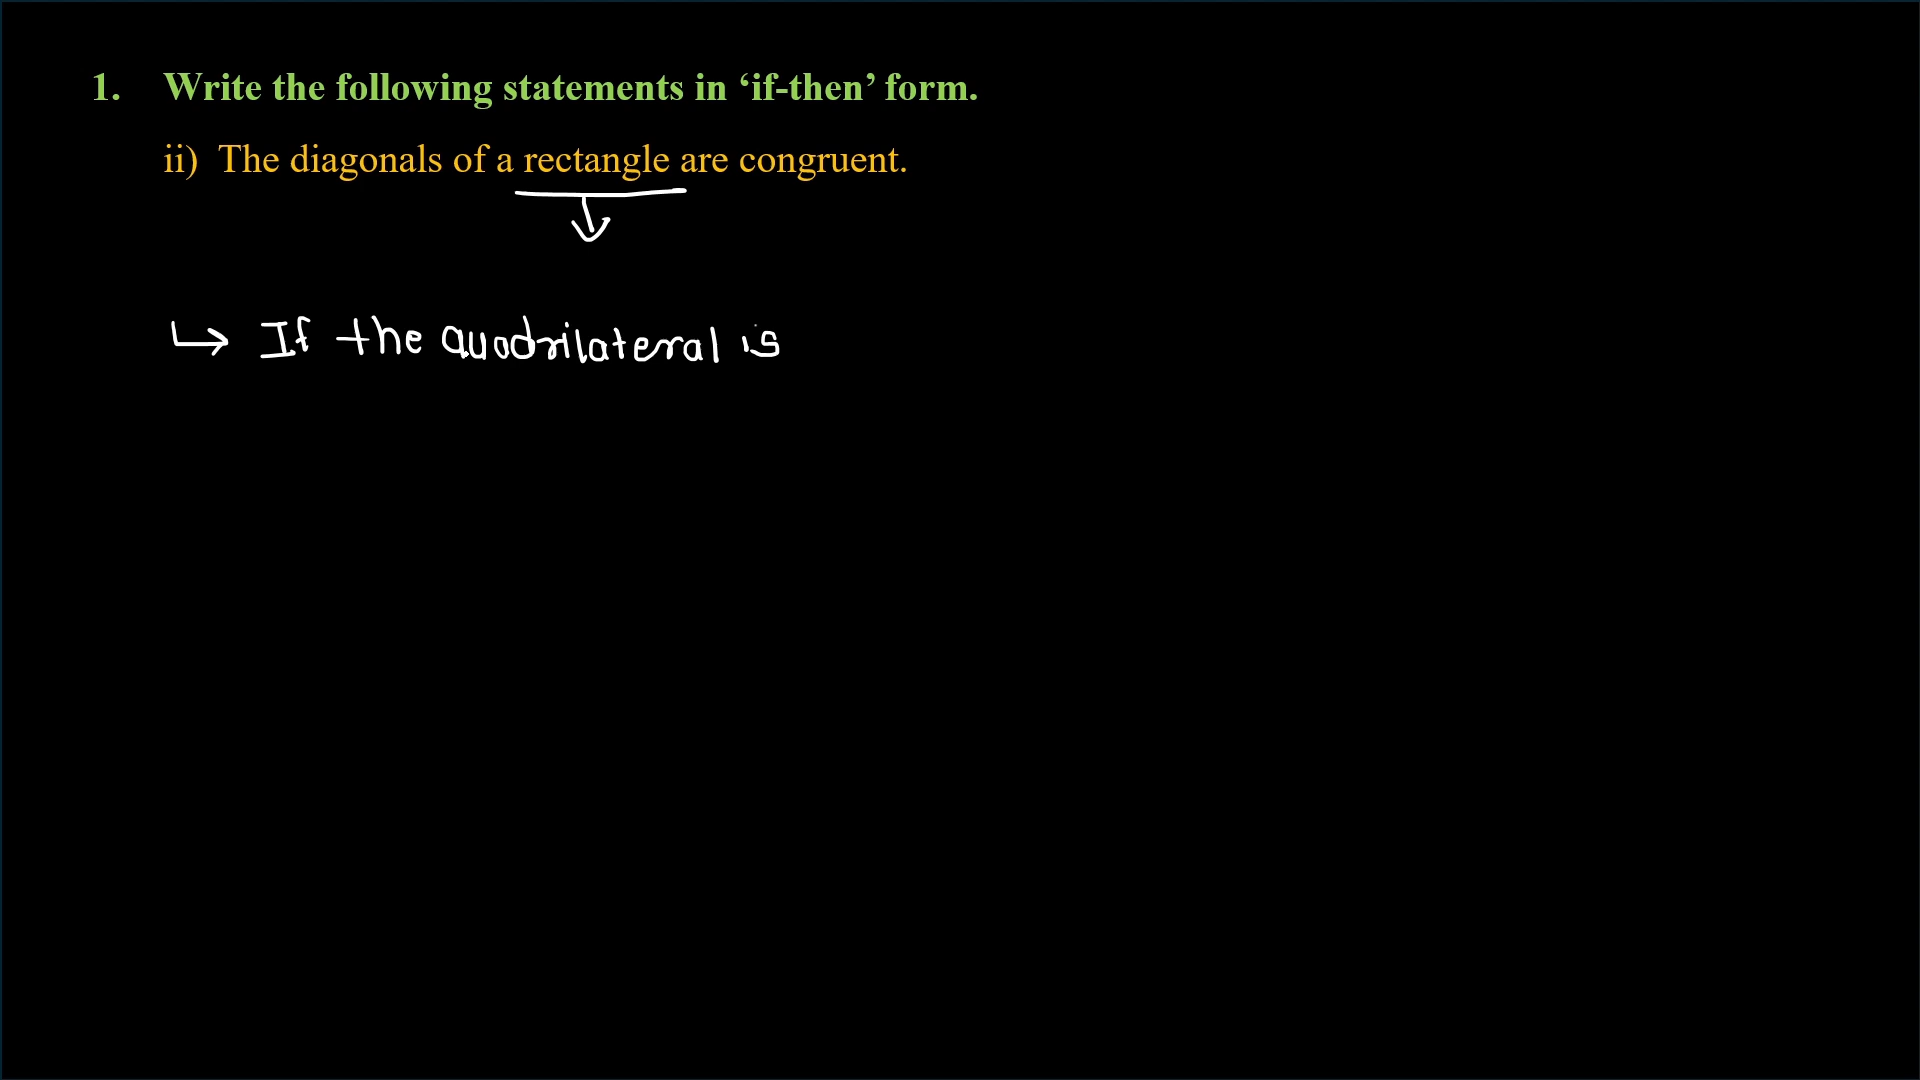 1. Write the following statements in ‘if-then’ form.
ii) The diagonals of a rectangle are congruent.
If the quadrilateral is